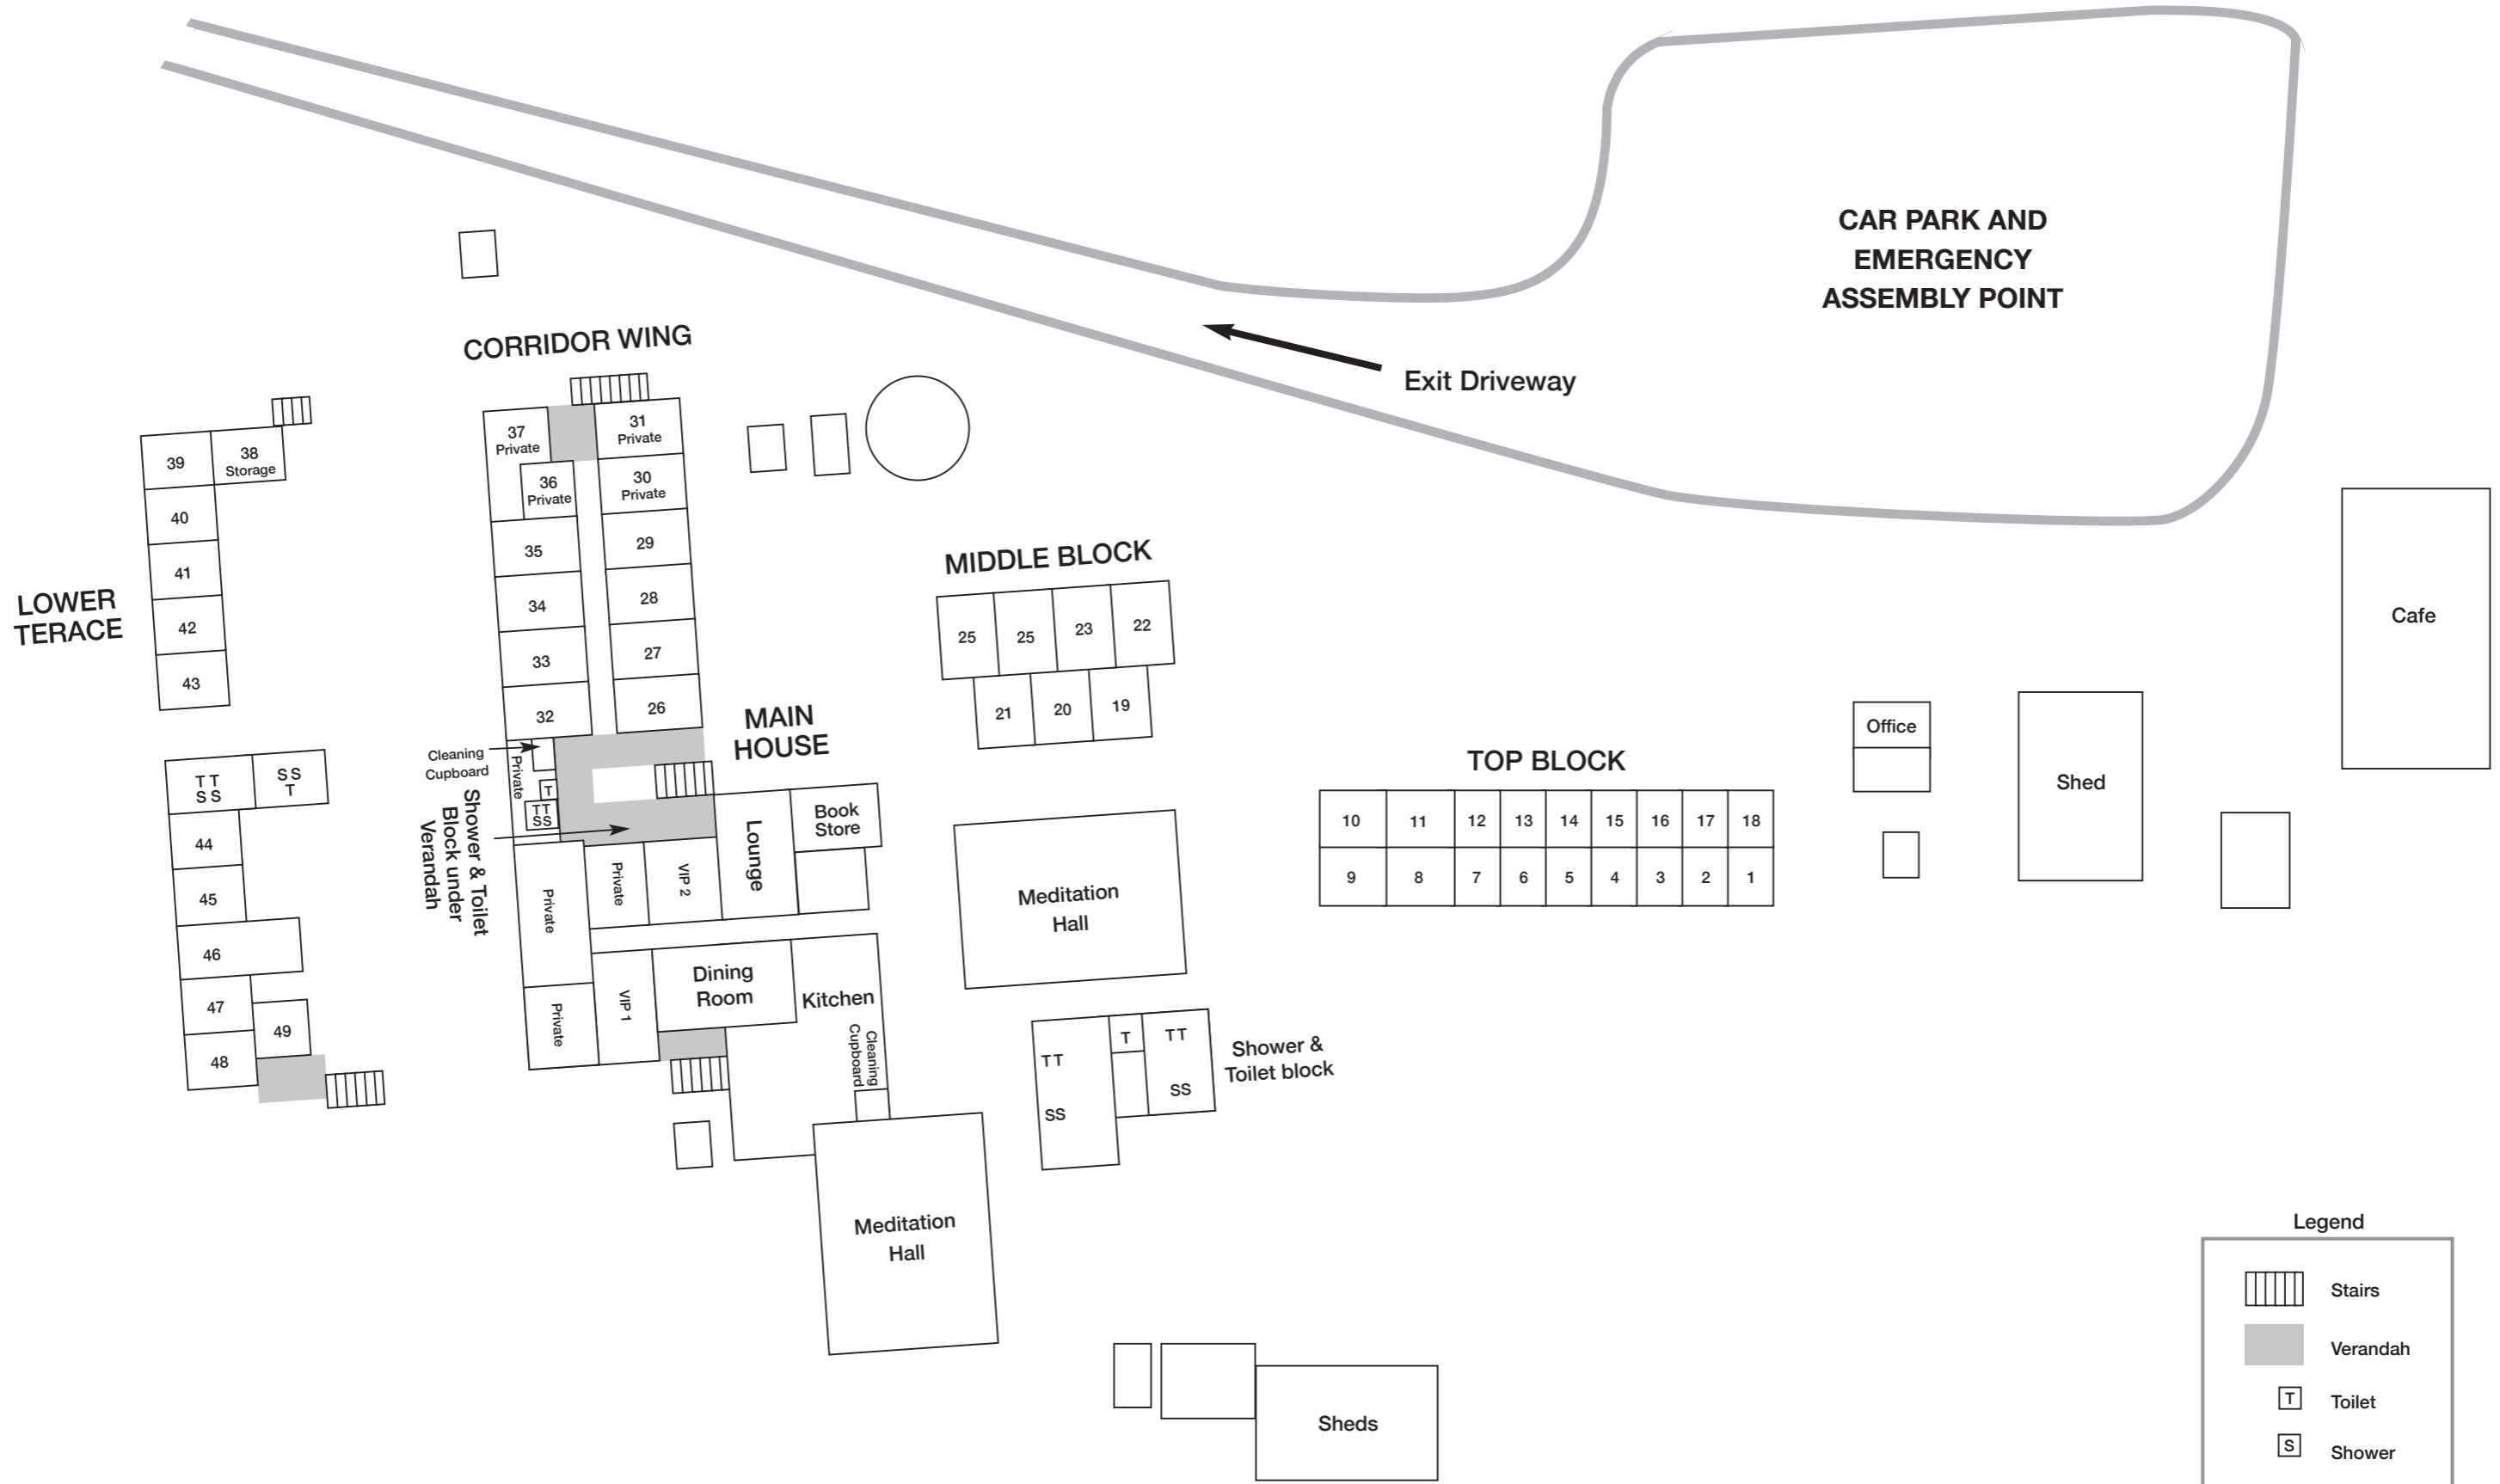 CAR PARK AND
EMERGENCY
ASSEMBLY POINT
Exit Driveway
CORRIDOR WING
37
Private
31
Private
36
Private
30
Private
35
29
34
28
33
27
32
26
39
38
Storage
40
41
42
43
LOWER
TERACE
TT
SS
SS
T
44
45
46
47
49
48
MIDDLE BLOCK
25
25
23
22
21
20
19
MAIN
HOUSE
Cleaning
Cupboard
Private
T
TT
SS
Shower & Toilet
Block under
Verandah
Lounge
Book
Store
Private
Private
VIP 2
Private
VIP 1
Dining
Room
Kitchen
Cleaning
Cupboard
Meditation
Hall
Meditation
Hall
TT
SS
T
TT
SS
Shower &
Toilet block
TOP BLOCK
10
11
12
13
14
15
16
17
18
9
8
7
6
5
4
3
2
1
Office
Shed
Cafe
Sheds
Legend
Stairs
Verandah
T
Toilet
S
Shower